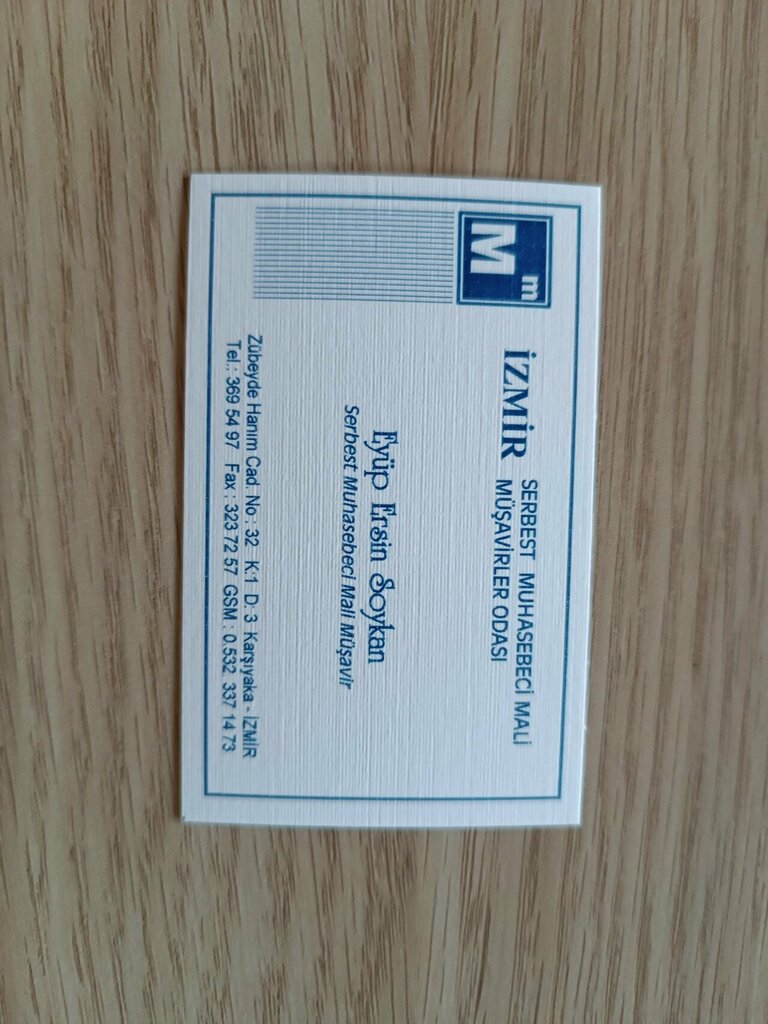 Mm
İZMİR
SERBEST MUHASEBECİ MALİ
MÜŞAVİRLER ODASI
Eyüp Ersin Soykan
Serbest Muhasebeci Mali Müşavir
Zübeyde Hanım Cad. No : 32 K:1 D: 3 Karşıyaka - İZMİR
Tel.: 369 54 97 Fax : 323 72 57 GSM : 0.532 337 14 73